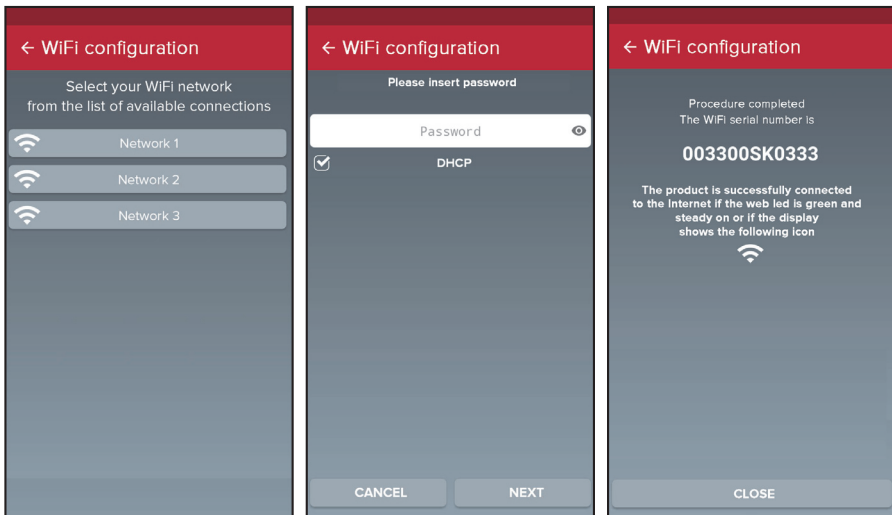 WiFi configuration
Select your WiFi network
from the list of available connections
Network 1
Network 2
Network 3
WiFi configuration
Please insert password
Password
DHCP
CANCEL
NEXT
WiFi configuration
Procedure completed
The WiFi serial number is
003300SK0333
The product is successfully connected
to the Internet if the web led is green and
steady on or if the display
shows the following icon
CLOSE